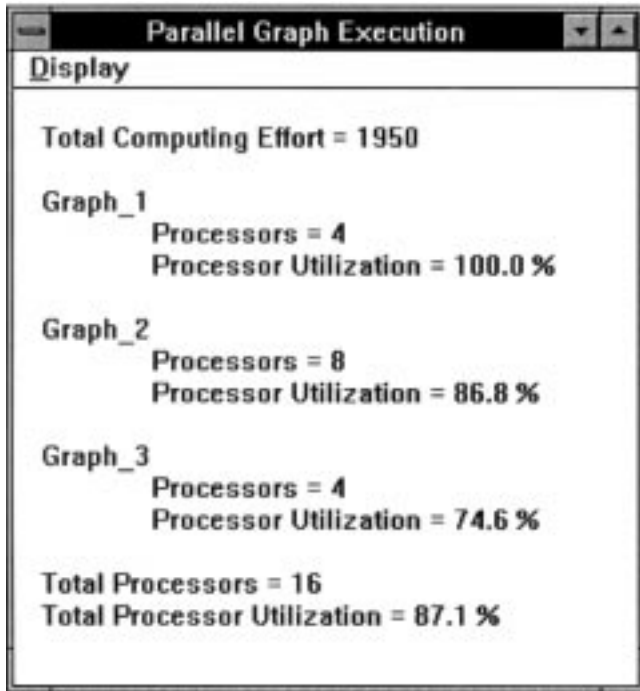 Parallel Graph Execution
Display
Total Computing Effort = 1950
Graph_1
Processors = 4
Processor Utilization = 100.0 %
Graph_2
Processors = 8
Processor Utilization = 86.8 %
Graph_3
Processors = 4
Processor Utilization = 74.6 %
Total Processors = 16
Total Processor Utilization = 87.1 %